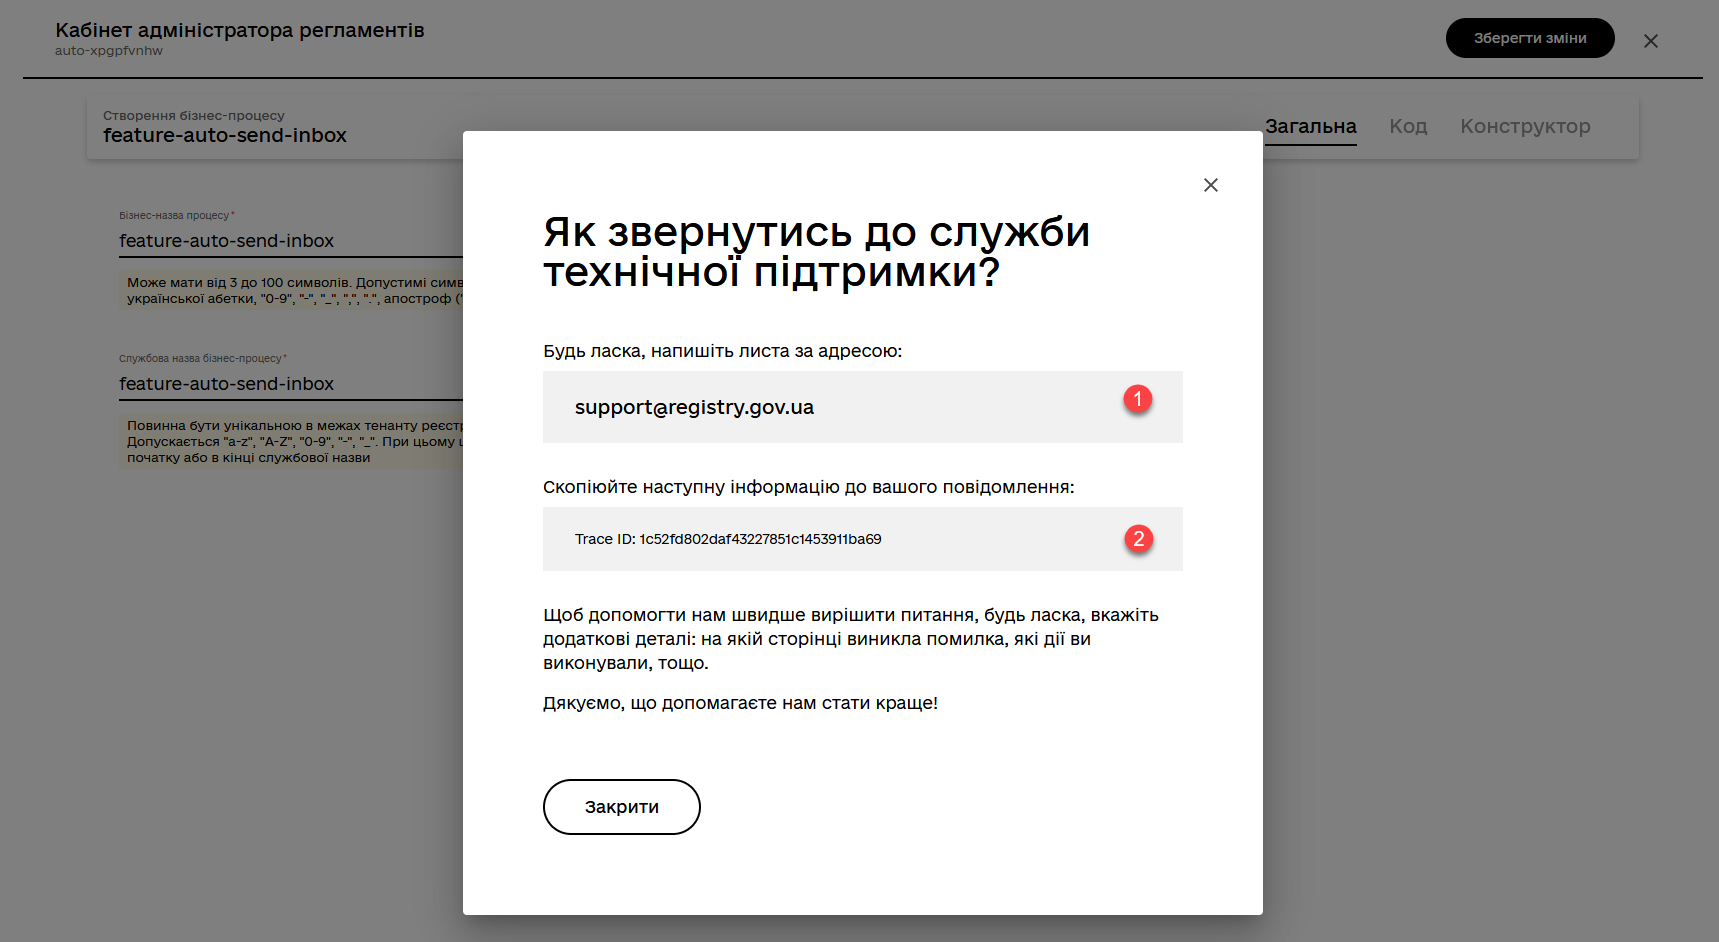 Кабінет адміністратора регламентів
auto-xpgpfvnhw
Зберегти зміни
Створення бізнес-процесу
feature-auto-send-inbox
Загальна
Код
Конструктор
Бізнес-назва процесу*
feature-auto-send-inbox
Може мати від 3 до 100 символів. Допустимі симв
української абетки, "0-9", "-", "_", ",", ".", апостроф ("
Службова назва бізнес-процесу*
feature-auto-send-inbox
Повинна бути унікальною в межах тенанту реєстр
Допускається "a-z", "A-Z", "0-9", "-", "_". При цьому
початку або в кінці службової назви
Як звернутись до служби
технічної підтримки?
Будь ласка, напишіть листа за адресою:
support@registry.gov.ua
1
Скопіюйте наступну інформацію до вашого повідомлення:
Trace ID: 1c52fd802daf43227851c1453911ba69
2
Щоб допомогти нам швидше вирішити питання, будь ласка, вкажіть
додаткові деталі: на якій сторінці виникла помилка, які дії ви
виконували, тощо.
Дякуємо, що допомагаєте нам стати краще!
Закрити